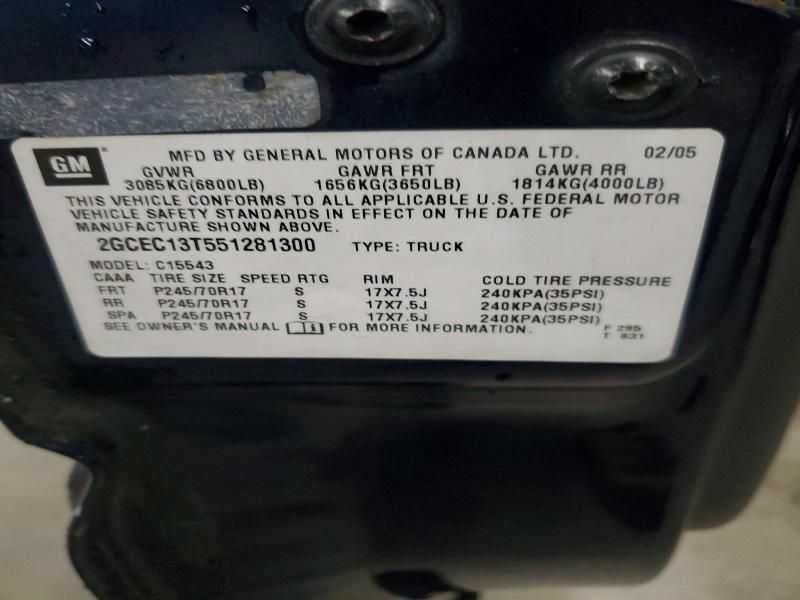 GM
MFD BY GENERAL MOTORS OF CANADA LTD. 02/05
GVWR GAWR FRT GAWR RR
3085KG(6800LB) 1656KG(3650LB) 1814KG(4000LB)
THIS VEHICLE CONFORMS TO ALL APPLICABLE U.S. FEDERAL MOTOR
VEHICLE SAFETY STANDARDS IN EFFECT ON THE DATE OF
MANUFACTURE SHOWN ABOVE.
2GCEC13T551281300 TYPE: TRUCK
MODEL: C15543
CAAA TIRE SIZE SPEED RTG RIM COLD TIRE PRESSURE
FRT P245/70R17 S 17X7.5J 240KPA(35PSI)
RR P245/70R17 S 17X7.5J 240KPA(35PSI)
SPA P245/70R17 S 17X7.5J 240KPA(35PSI)
SEE OWNER'S MANUAL FOR MORE INFORMATION. F 295
T 831